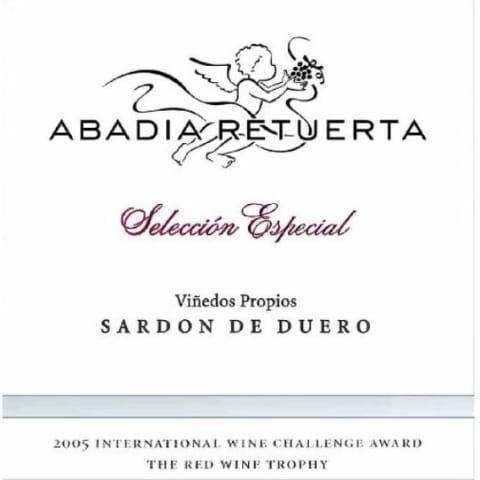 ABADIA RETUERTA
Selección Especial
Viñedos Propios
SARDON DE DUERO
2005 INTERNATIONAL WINE CHALLENGE AWARD
THE RED WINE TROPHY